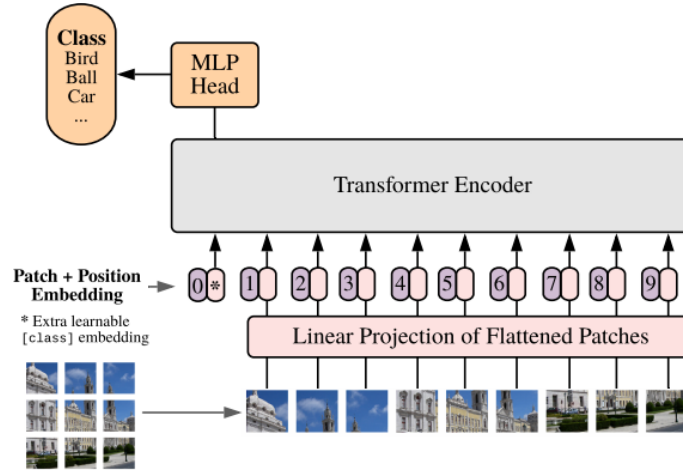 Class
Bird
Ball
Car
...
MLP
Head
Transformer Encoder
Patch + Position
Embedding
0 * 1 2 3 4 5 6 7 8 9
* Extra learnable
[class] embedding
Linear Projection of Flattened Patches